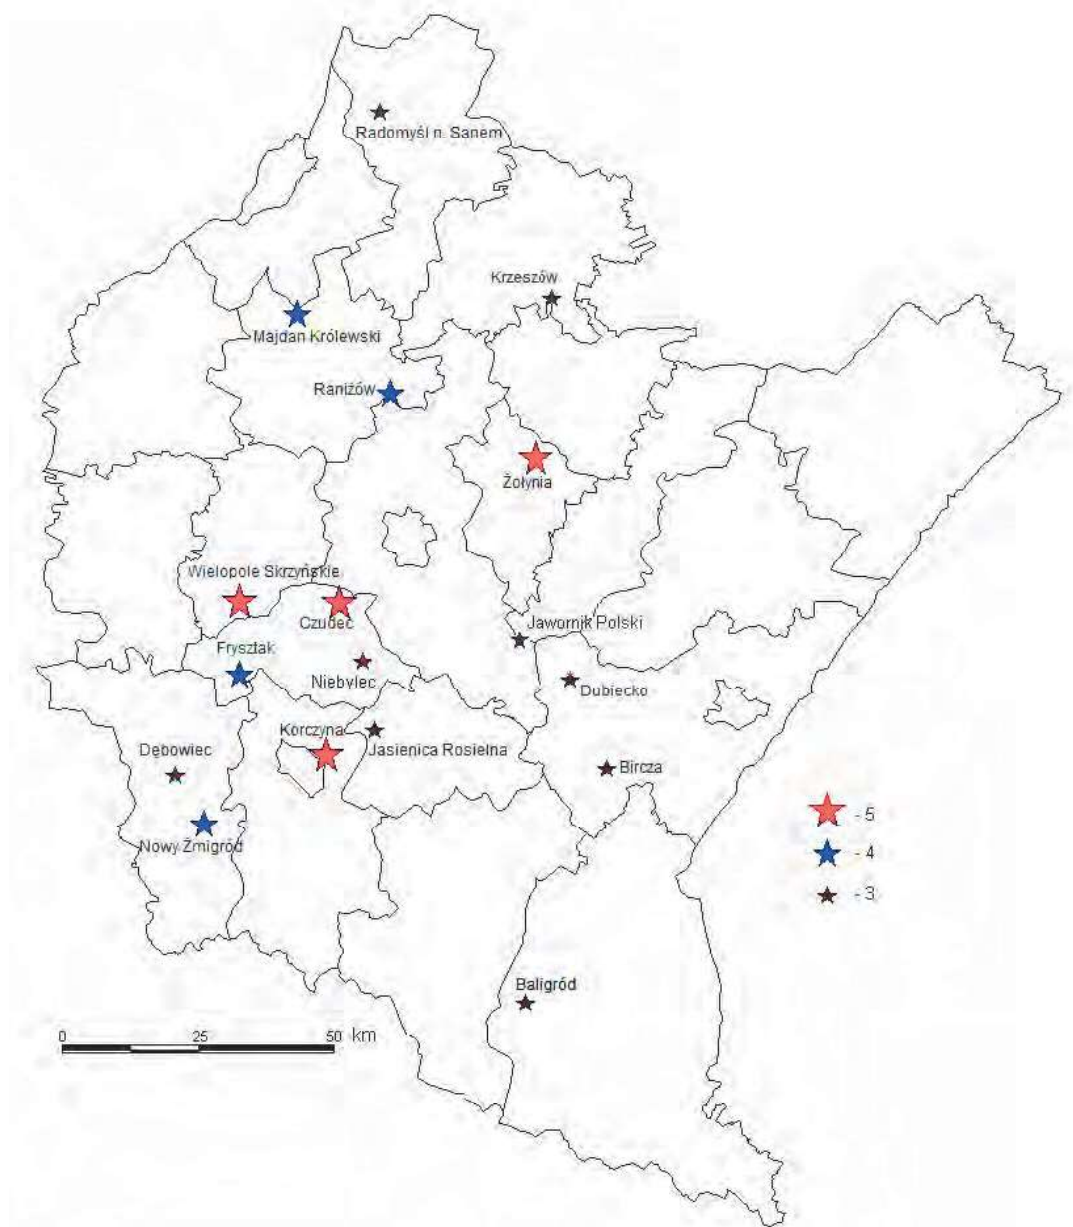 Radomyśl n. Sanem
Krzeszów
Majdan Królewski
Raniżów
Żołynia
Wielopole Skrzyńskie
Czudec
Jawornik Polski
Frysztak
Niebylec
Dubiecko
Korczyna
Jasienica Rosielna
Dębowiec
Bircza
- 5
Nowy Żmigród
- 4
- 3
Baligród
0 25 50 km